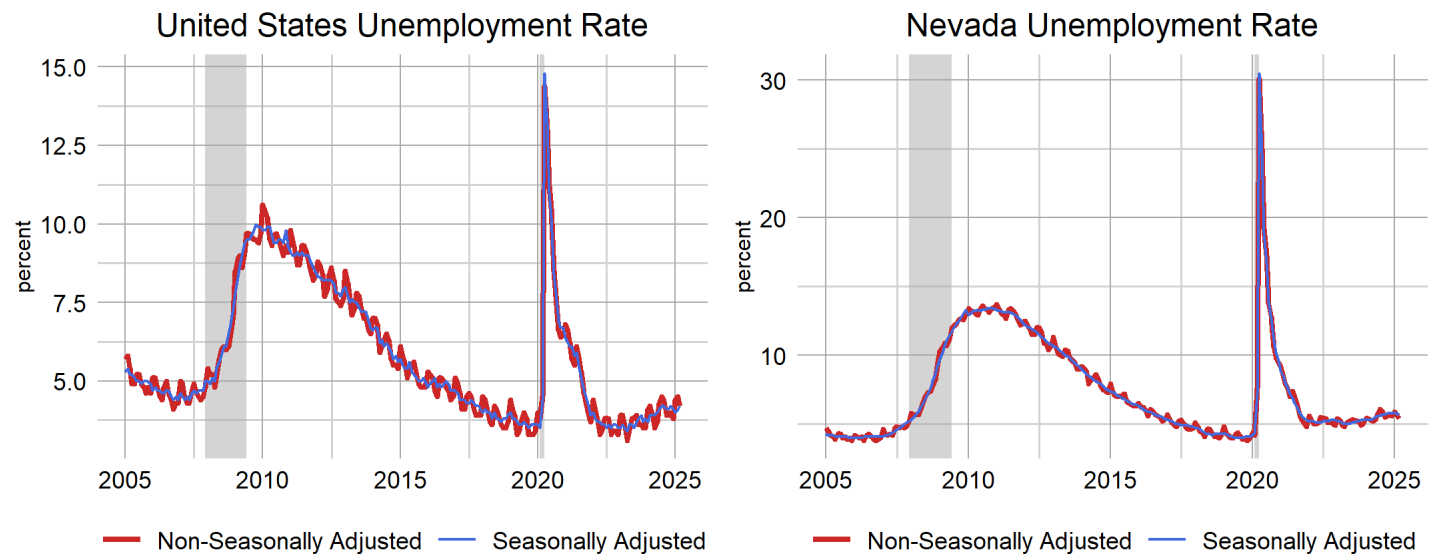 United States Unemployment Rate
15.0
12.5
10.0
7.5
5.0
percent
2005 2010 2015 2020 2025
Non-Seasonally Adjusted Seasonally Adjusted
Nevada Unemployment Rate
30
20
10
percent
2005 2010 2015 2020 2025
Non-Seasonally Adjusted Seasonally Adjusted